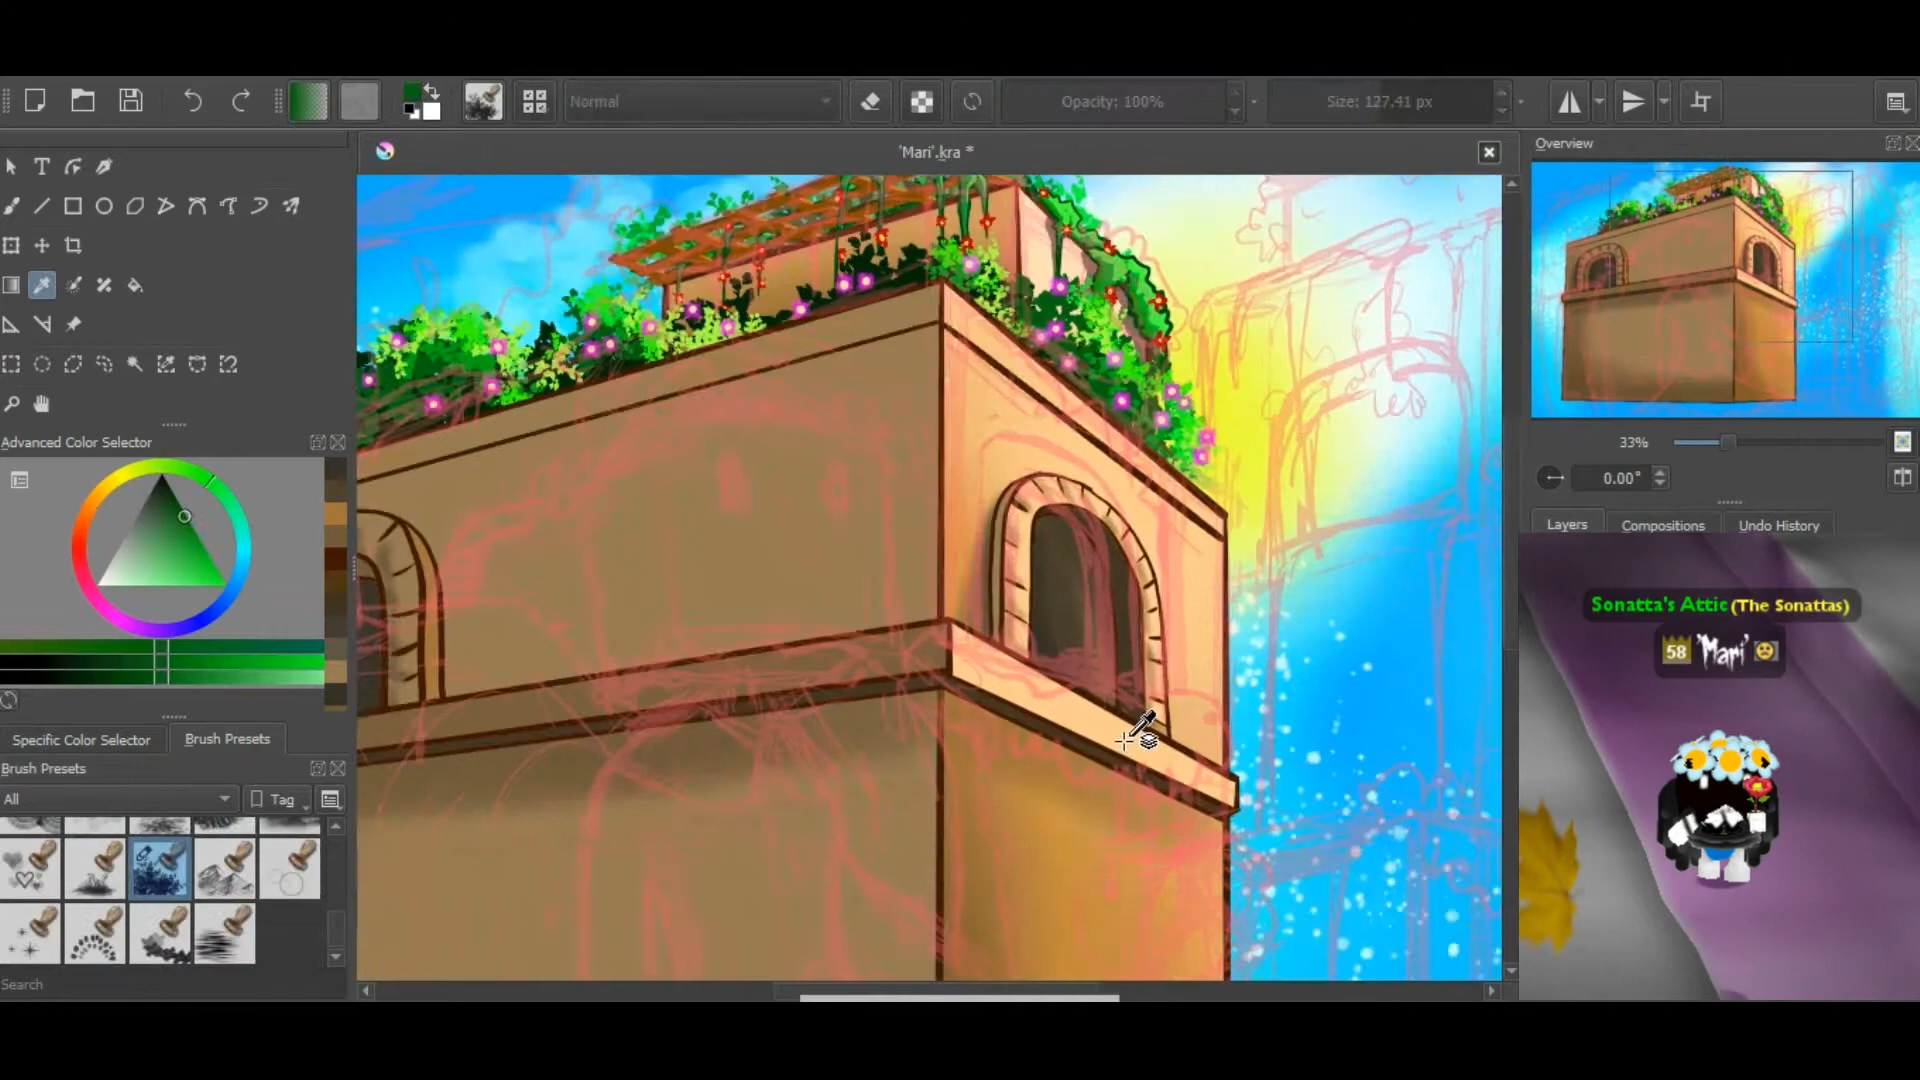 Normal
Opacity: 100%
Size: 127.41 px
'Mari'.kra *
Overview
33%
0.00°
Layers
Compositions
Undo History
Advanced Color Selector
Specific Color Selector
Brush Presets
Brush Presets
All
Tag
Search
Sonatta's Attic (The Sonattas)
58 'Mari'